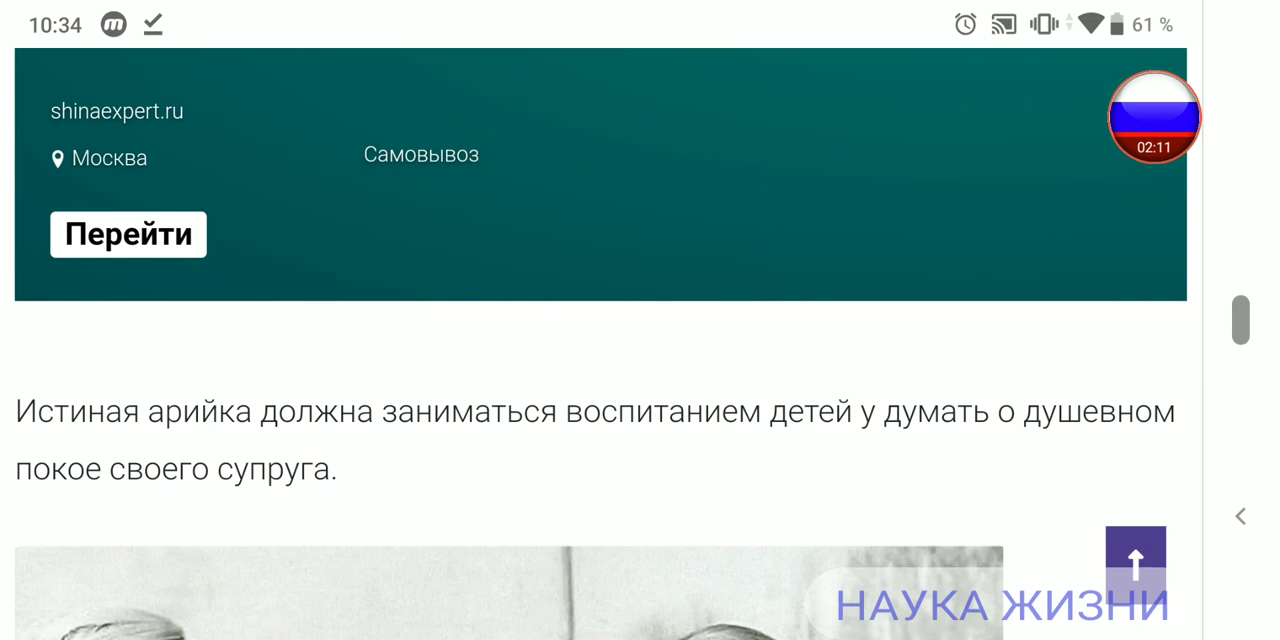 10:34
61 %
shinaexpert.ru
Москва
Самовывоз
02:11
Перейти
Истиная арийка должна заниматься воспитанием детей у думать о душевном
покое своего супруга.
НАУКА ЖИЗНИ